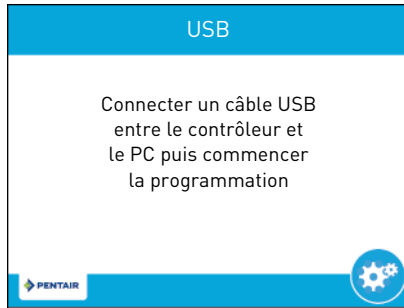 USB
Connecter un câble USB
entre le contrôleur et
le PC puis commencer
la programmation
PENTAIR